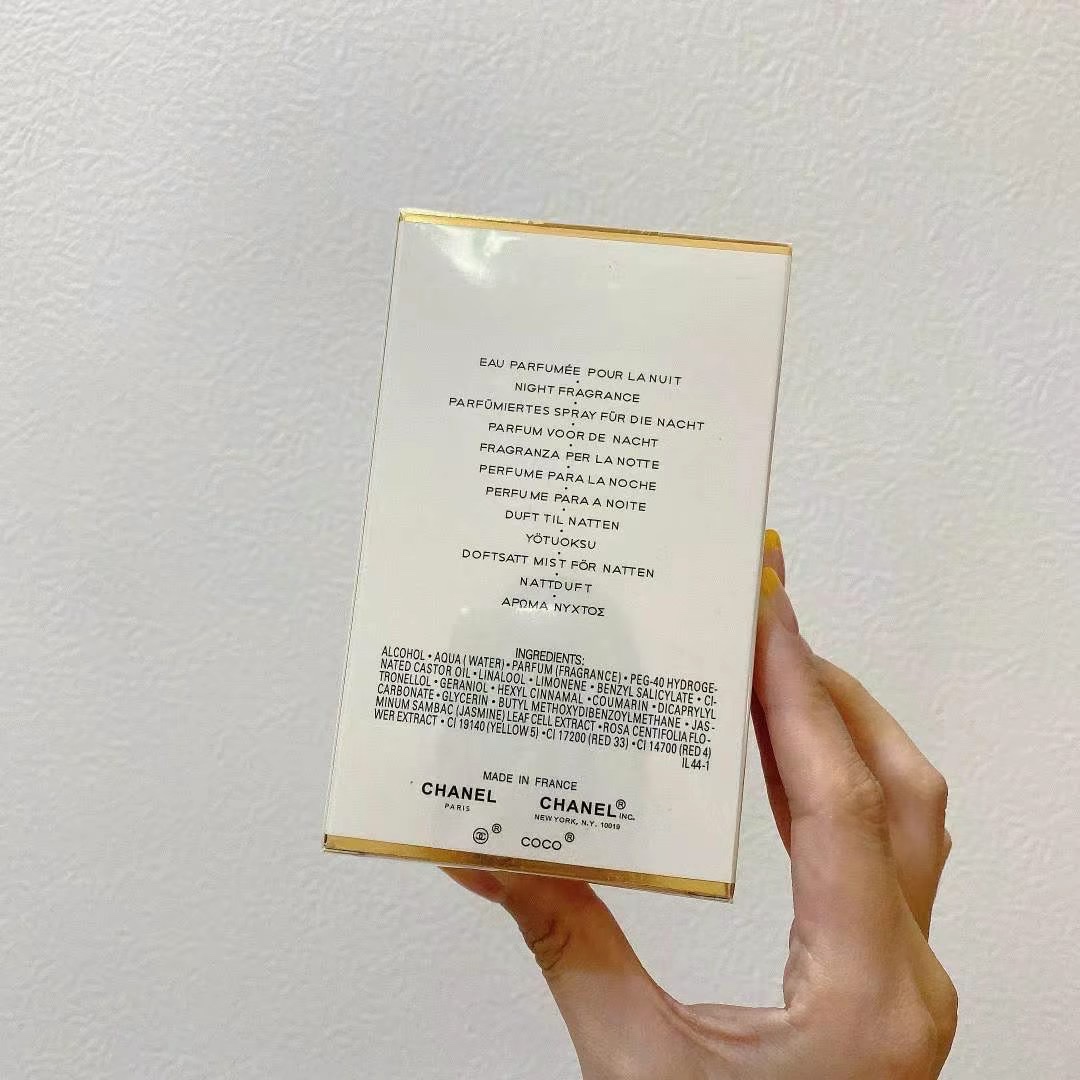 EAU PARFUMÉE POUR LA NUIT
NIGHT FRAGRANCE
PARFÜMIERTES SPRAY FÜR DIE NACHT
PARFUM VOOR DE NACHT
FRAGRANZA PER LA NOTTE
PERFUME PARA LA NOCHE
PERFUME PARA A NOITE
DUFT TIL NATTEN
YÖTUOKSU
DOFTSATT MIST FÖR NATTEN
NATTDUFT
ΑΡΩΜΑ ΝΥΧΤΟΣ
INGREDIENTS:
ALCOHOL • AQUA (WATER) • PARFUM (FRAGRANCE) • PEG-40 HYDROGE-
NATED CASTOR OIL • LINALOOL • LIMONENE • BENZYL SALICYLATE • CI-
TRONELLOL • GERANIOL • HEXYL CINNAMAL • COUMARIN • DICAPRYLYL
CARBONATE • GLYCERIN • BUTYL METHOXYDIBENZOYLMETHANE • JAS-
MINUM SAMBAC (JASMINE) LEAF CELL EXTRACT • ROSA CENTIFOLIA FLO-
WER EXTRACT • CI 19140 (YELLOW 5) • CI 17200 (RED 33) • CI 14700 (RED 4)
IL 44-1
MADE IN FRANCE
CHANEL CHANEL® INC.
PARIS NEW YORK, N.Y. 10019
® COCO®